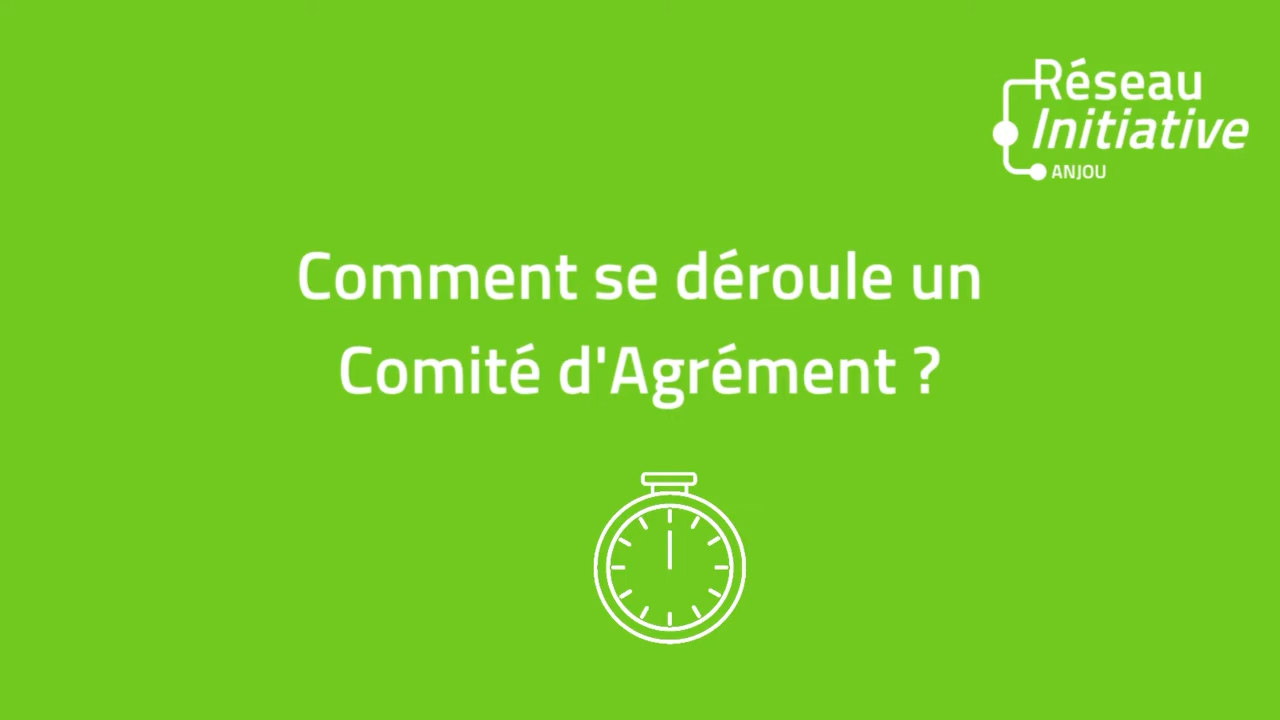 Réseau
Initiative
ANJOU
Comment se déroule un
Comité d'Agrément ?